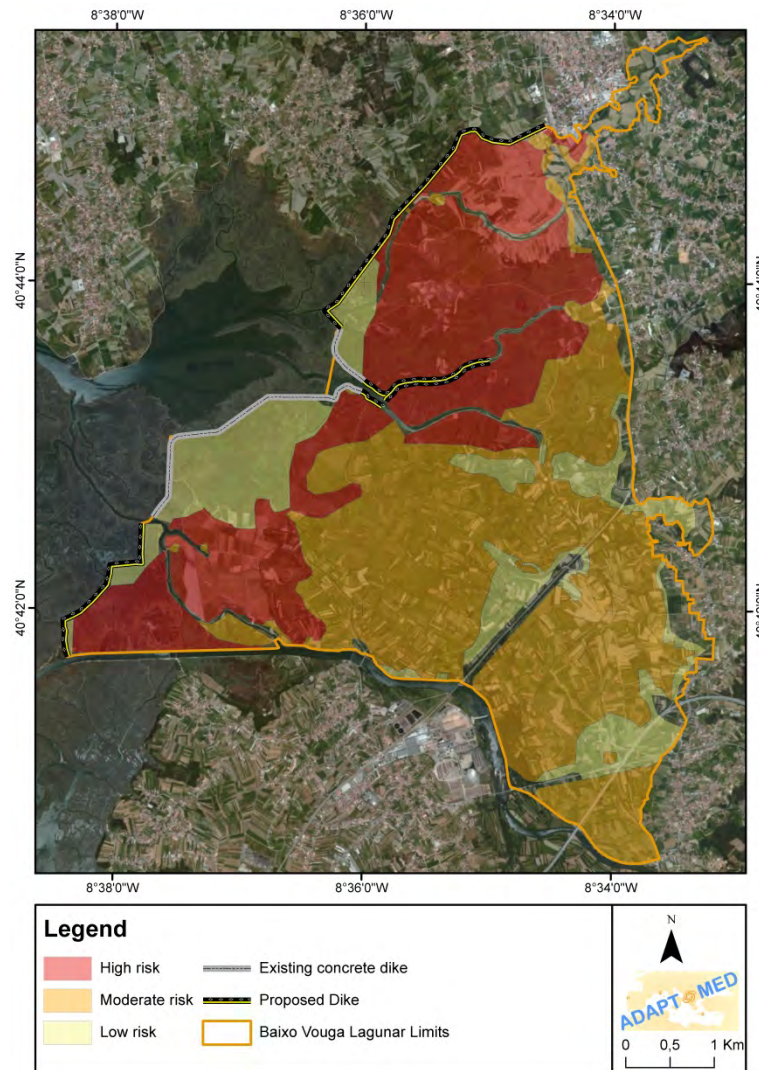 8°38'0"W 8°36'0"W 8°34'0"W
40°44'0"N
40°42'0"N
8°38'0"W 8°36'0"W 8°34'0"W
Legend
High risk
Moderate risk
Low risk
Existing concrete dike
Proposed Dike
Baixo Vouga Lagunar Limits
N
ADAPT MED
0 0,5 1 Km